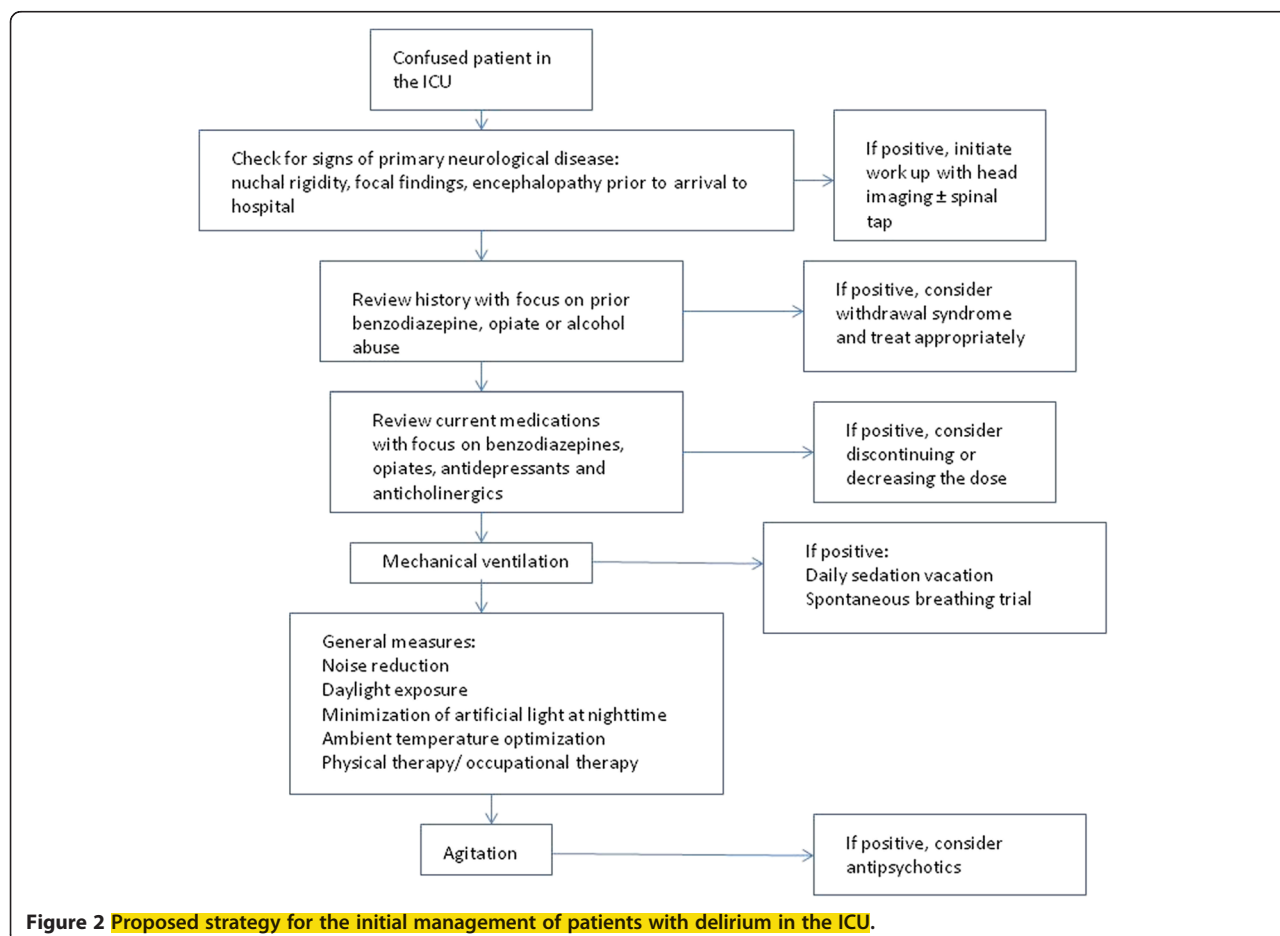 Confused patient in
the ICU
Check for signs of primary neurological disease:
nuchal rigidity, focal findings, encephalopathy prior to arrival to
hospital
If positive, initiate
work up with head
imaging ± spinal
tap
Review history with focus on prior
benzodiazepine, opiate or alcohol
abuse
If positive, consider
withdrawal syndrome
and treat appropriately
Review current medications
with focus on benzodiazepines,
opiates, antidepressants and
anticholinergics
If positive, consider
discontinuing or
decreasing the dose
Mechanical ventilation
If positive:
Daily sedation vacation
Spontaneous breathing trial
General measures:
Noise reduction
Daylight exposure
Minimization of artificial light at nighttime
Ambient temperature optimization
Physical therapy/ occupational therapy
Agitation
If positive, consider
antipsychotics
Figure 2 Proposed strategy for the initial management of patients with delirium in the ICU.